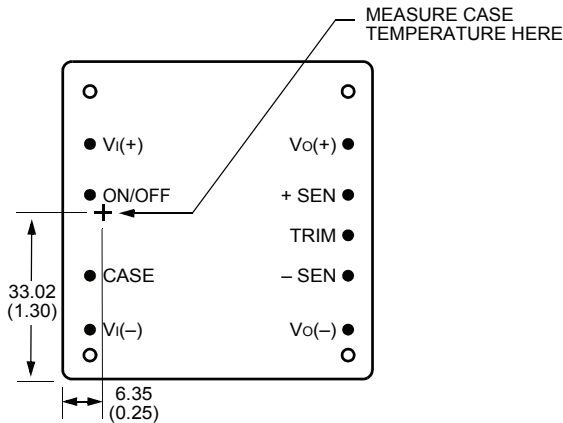 MEASURE CASE
TEMPERATURE HERE
VI(+)
VO(+)
ON/OFF
+ SEN
TRIM
CASE
– SEN
33.02
(1.30)
VI(–)
VO(–)
6.35
(0.25)